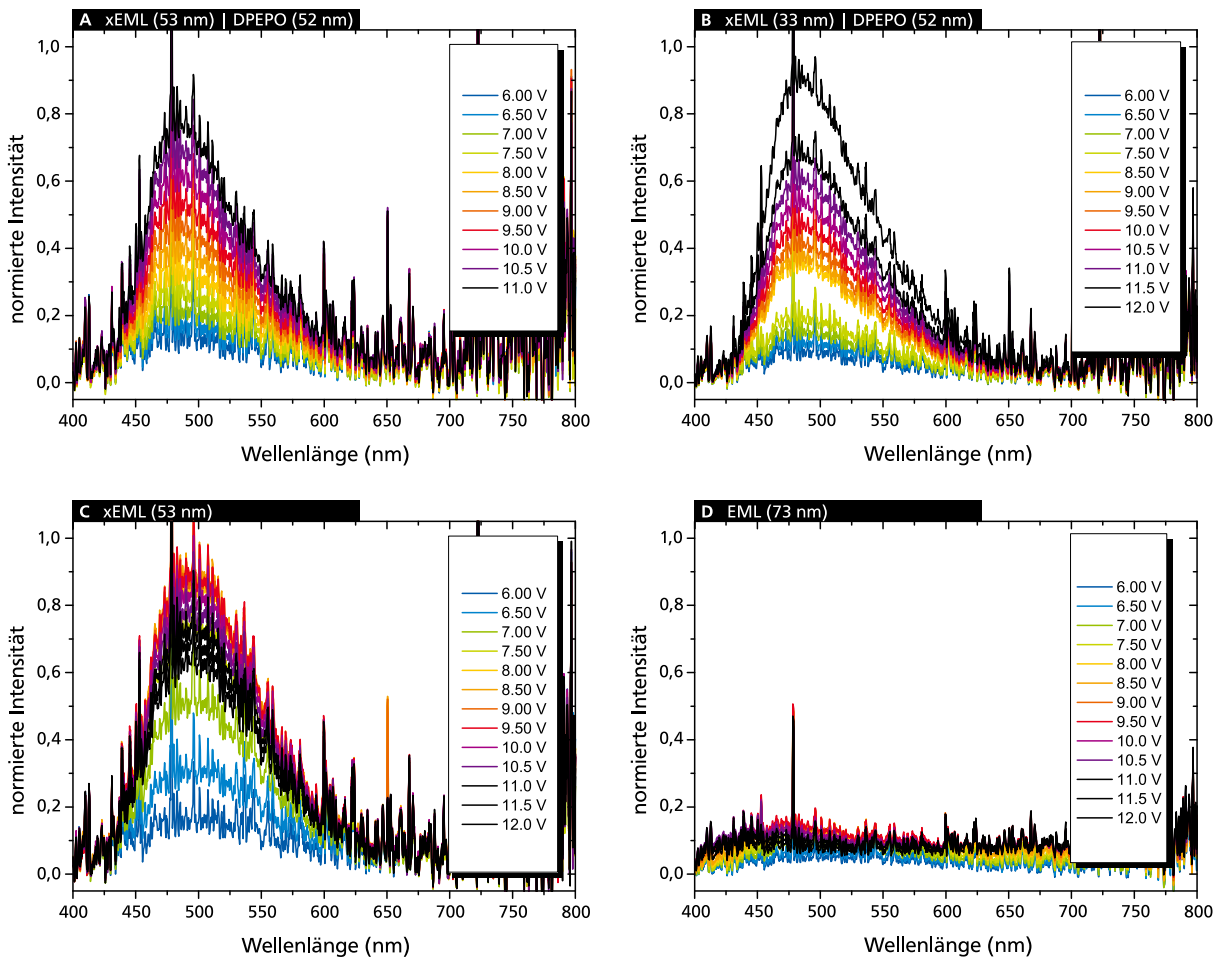 A xEML (53 nm) | DPEPO (52 nm)
normierte Intensität
1,0
0,8
0,6
0,4
0,2
0,0
6.00 V
6.50 V
7.00 V
7.50 V
8.00 V
8.50 V
9.00 V
9.50 V
10.0 V
10.5 V
11.0 V
400 450 500 550 600 650 700 750 800
Wellenlänge (nm)
B xEML (33 nm) | DPEPO (52 nm)
normierte Intensität
1,0
0,8
0,6
0,4
0,2
0,0
6.00 V
6.50 V
7.00 V
7.50 V
8.50 V
9.00 V
9.50 V
10.0 V
10.5 V
11.0 V
11.5 V
12.0 V
400 450 500 550 600 650 700 750 800
Wellenlänge (nm)
C xEML (53 nm)
normierte Intensität
1,0
0,8
0,6
0,4
0,2
0,0
6.00 V
6.50 V
7.00 V
7.50 V
8.00 V
8.50 V
9.00 V
9.50 V
10.0 V
10.5 V
11.0 V
11.5 V
12.0 V
400 450 500 550 600 650 700 750 800
Wellenlänge (nm)
D EML (73 nm)
normierte Intensität
1,0
0,8
0,6
0,4
0,2
0,0
6.00 V
6.50 V
7.00 V
7.50 V
8.00 V
8.50 V
9.00 V
9.50 V
10.0 V
10.5 V
11.0 V
11.5 V
12.0 V
400 450 500 550 600 650 700 750 800
Wellenlänge (nm)